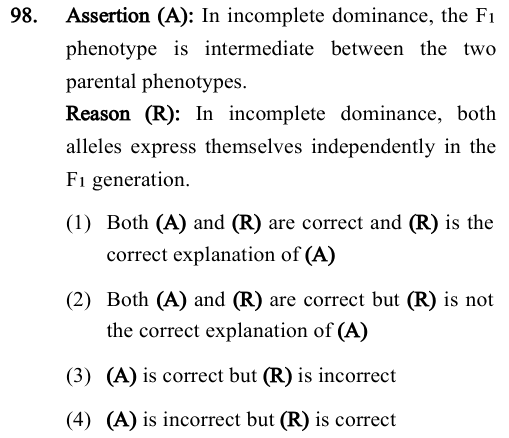 98. Assertion (A): In incomplete dominance, the F1
phenotype is intermediate between the two
parental phenotypes.
Reason (R): In incomplete dominance, both
alleles express themselves independently in the
F1 generation.
(1) Both (A) and (R) are correct and (R) is the
correct explanation of (A)
(2) Both (A) and (R) are correct but (R) is not
the correct explanation of (A)
(3) (A) is correct but (R) is incorrect
(4) (A) is incorrect but (R) is correct